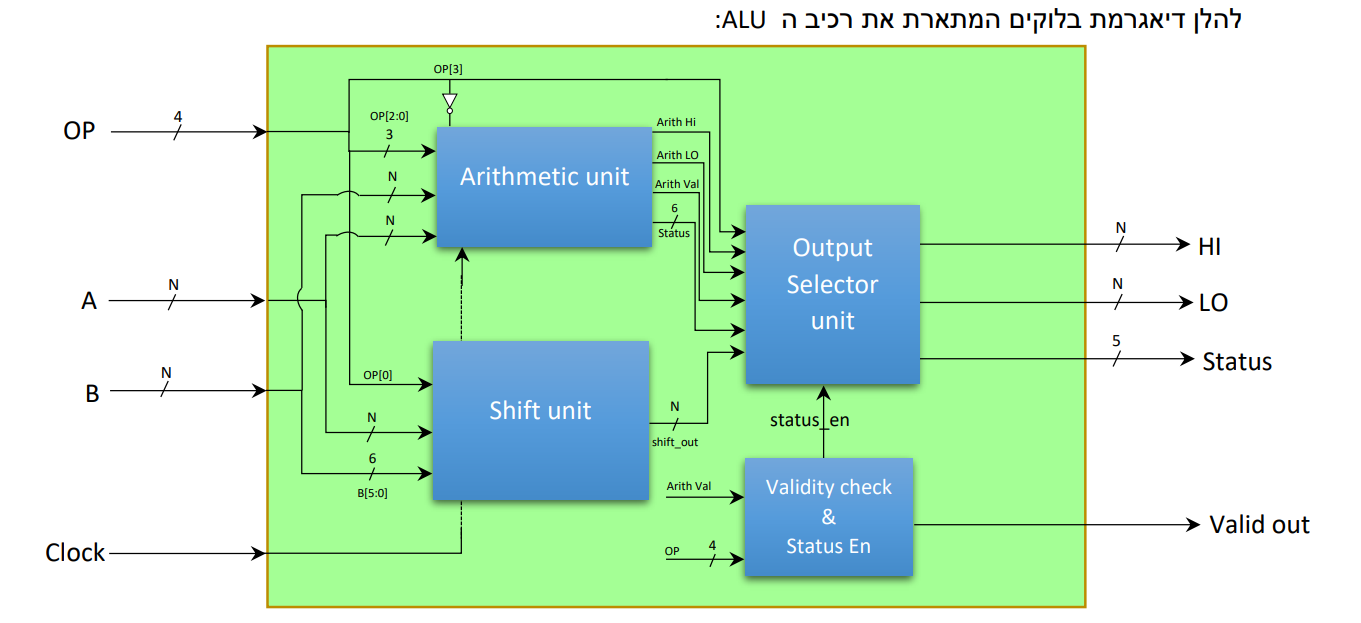 להלן דיאגרמת בלוקים המתארת את רכיב ה ALU:
OP[3]
OP
4
OP[2:0]
3
N
N
Arithmetic unit
Arith Hi
Arith LO
Arith Val
6
Status
Output
Selector
unit
N
HI
N
LO
5
Status
A
N
B
N
OP[0]
N
6
B[5:0]
Shift unit
N
shift_out
status_en
Arith Val
OP
4
Validity check
&
Status En
Valid out
Clock